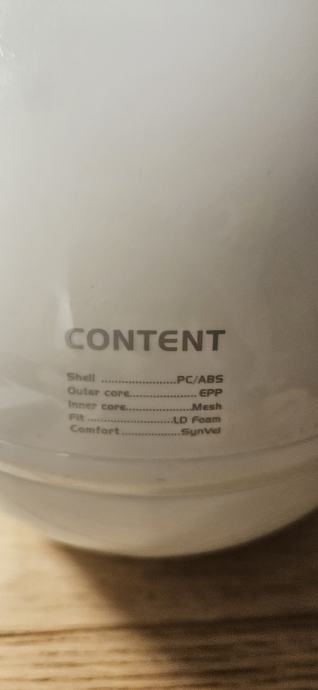 CONTENT
Shell ........................PC/ABS
Outer core...................... EPP
Inner core......................Mesh
Fit ............................LD Foam
Comfort....................SynVel